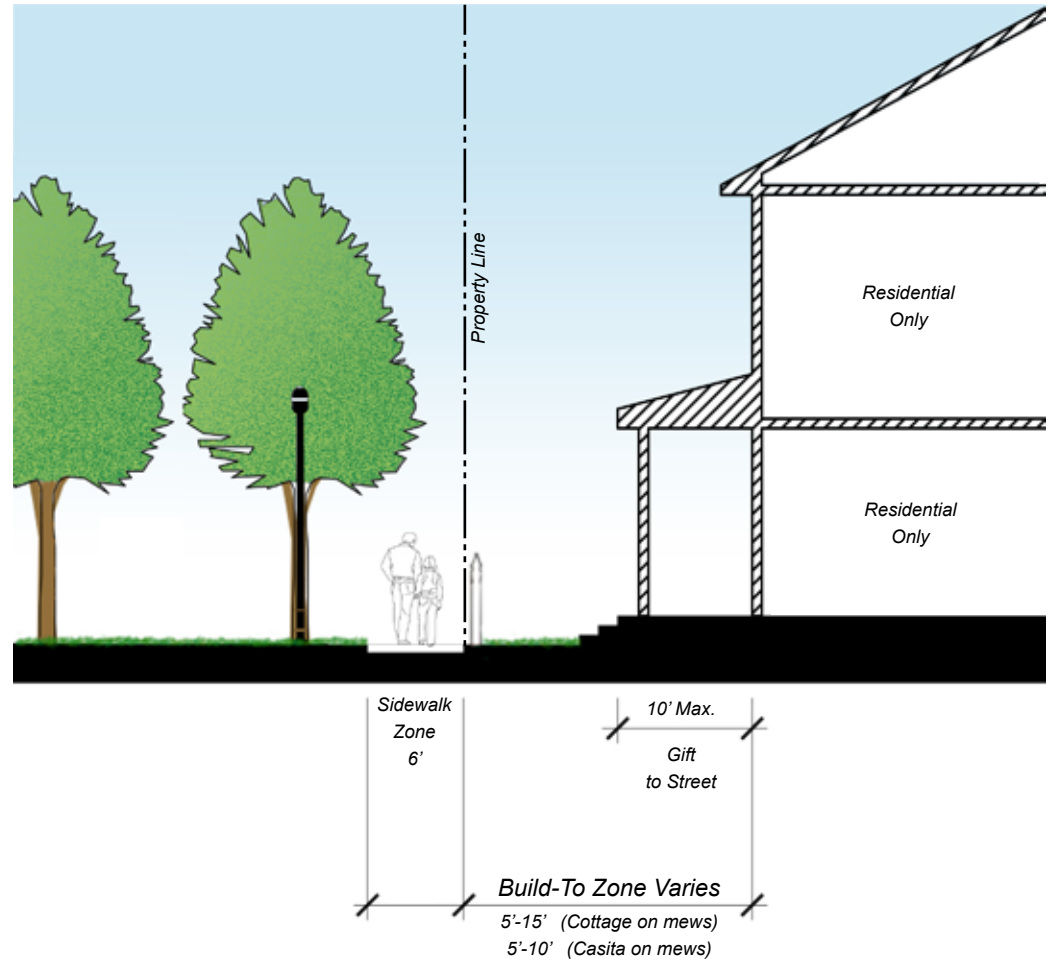 Property Line
Residential
Only
Residential
Only
Sidewalk
Zone
6’
10’ Max.
Gift
to Street
Build-To Zone Varies
5’-15’ (Cottage on mews)
5’-10’ (Casita on mews)